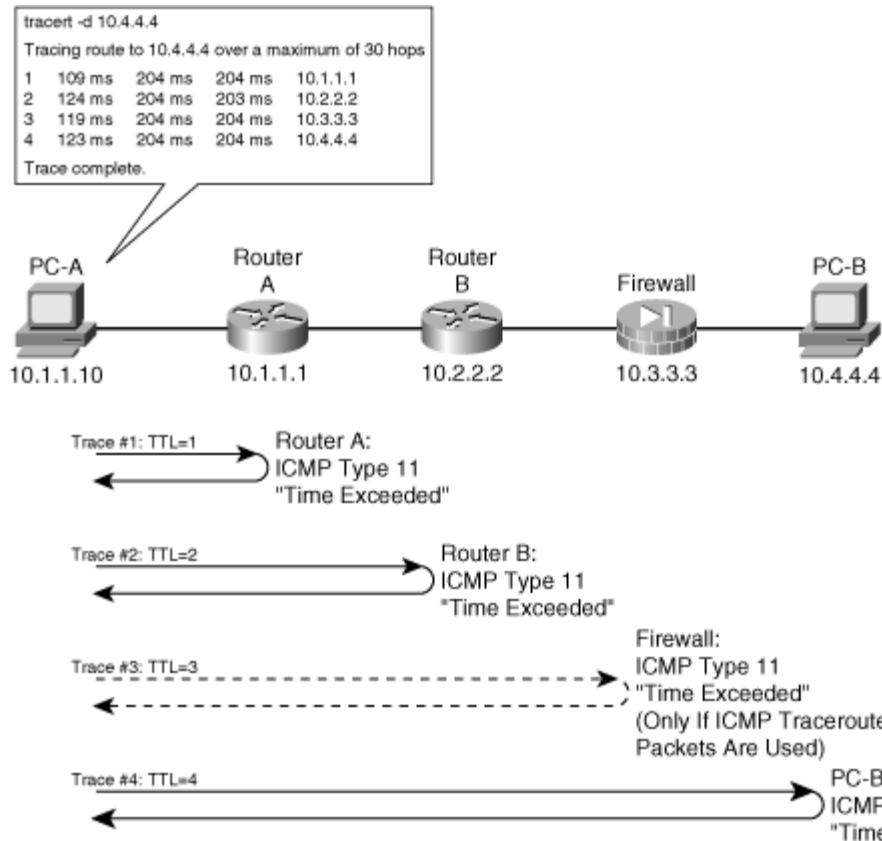 tracert -d 10.4.4.4
Tracing route to 10.4.4.4 over a maximum of 30 hops
1 109 ms 204 ms 204 ms 10.1.1.1
2 124 ms 204 ms 203 ms 10.2.2.2
3 119 ms 204 ms 204 ms 10.3.3.3
4 123 ms 204 ms 204 ms 10.4.4.4
Trace complete.
PC-A
Router
A
Router
B
Firewall
PC-B
10.1.1.10
10.1.1.1
10.2.2.2
10.3.3.3
10.4.4.4
Trace #1: TTL=1
Router A:
ICMP Type 11
"Time Exceeded"
Trace #2: TTL=2
Router B:
ICMP Type 11
"Time Exceeded"
Trace #3: TTL=3
Firewall:
ICMP Type 11
"Time Exceeded"
(Only If ICMP Traceroute
Packets Are Used)
Trace #4: TTL=4
PC-B